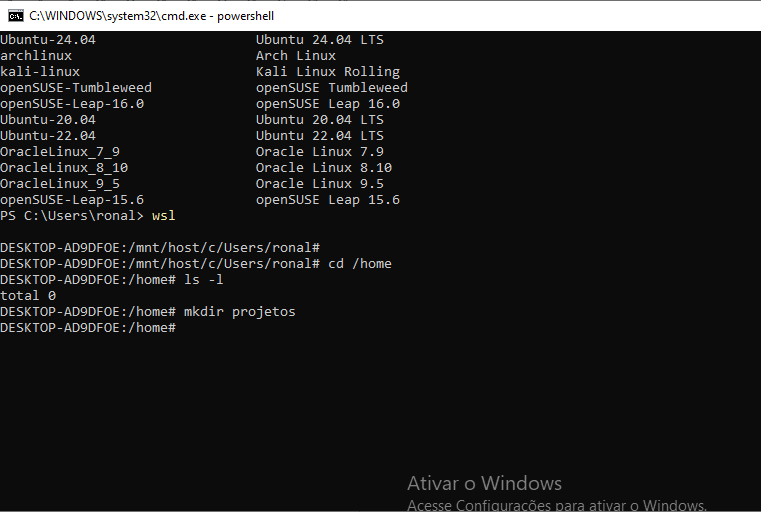 C:\WINDOWS\system32\cmd.exe - powershell
Ubuntu-24.04                    Ubuntu 24.04 LTS
archlinux                       Arch Linux
kali-linux                      Kali Linux Rolling
openSUSE-Tumbleweed             openSUSE Tumbleweed
openSUSE-Leap-16.0              openSUSE Leap 16.0
Ubuntu-20.04                    Ubuntu 20.04 LTS
Ubuntu-22.04                    Ubuntu 22.04 LTS
OracleLinux_7_9                 Oracle Linux 7.9
OracleLinux_8_10                Oracle Linux 8.10
OracleLinux_9_5                 Oracle Linux 9.5
openSUSE-Leap-15.6              openSUSE Leap 15.6
PS C:\Users\ronal> wsl
DESKTOP-AD9DFOE:/mnt/host/c/Users/ronal#
DESKTOP-AD9DFOE:/mnt/host/c/Users/ronal# cd /home
DESKTOP-AD9DFOE:/home# ls -l
total 0
DESKTOP-AD9DFOE:/home# mkdir projetos
DESKTOP-AD9DFOE:/home#
Ativar o Windows
Acesse Configurações para ativar o Windows.